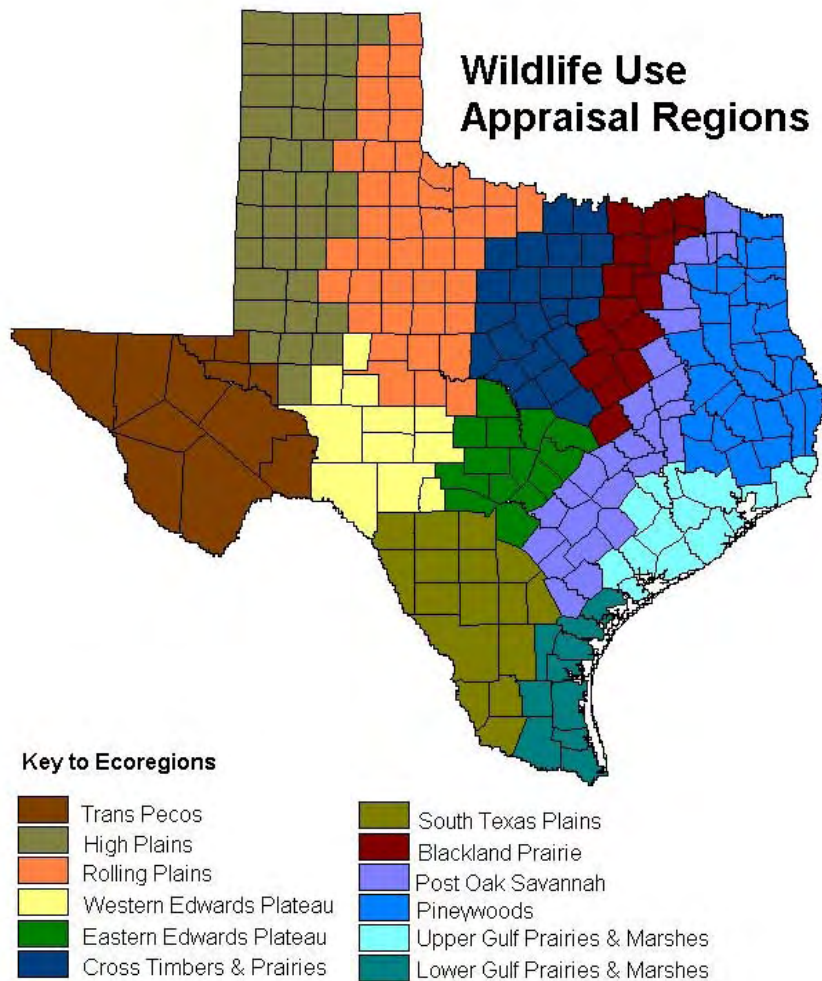 Wildlife Use
Appraisal Regions
Key to Ecoregions
Trans Pecos
High Plains
Rolling Plains
Western Edwards Plateau
Eastern Edwards Plateau
Cross Timbers & Prairies
South Texas Plains
Blackland Prairie
Post Oak Savannah
Pineywoods
Upper Gulf Prairies & Marshes
Lower Gulf Prairies & Marshes